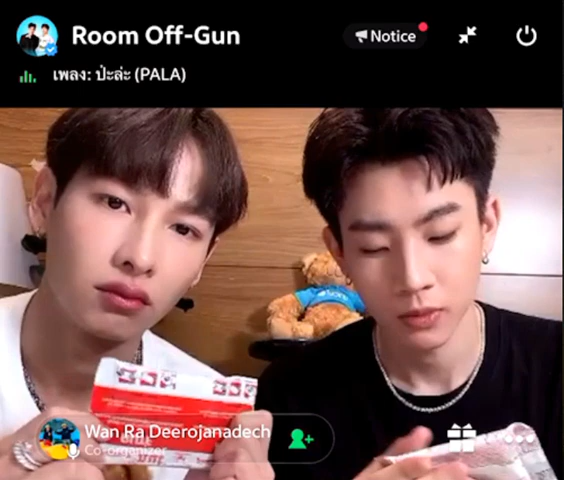 Room Off-Gun
Notice
เพลง: ป๋ะล่ะ (PALA)
Wan Ra Deerojanadech
Co-organizer